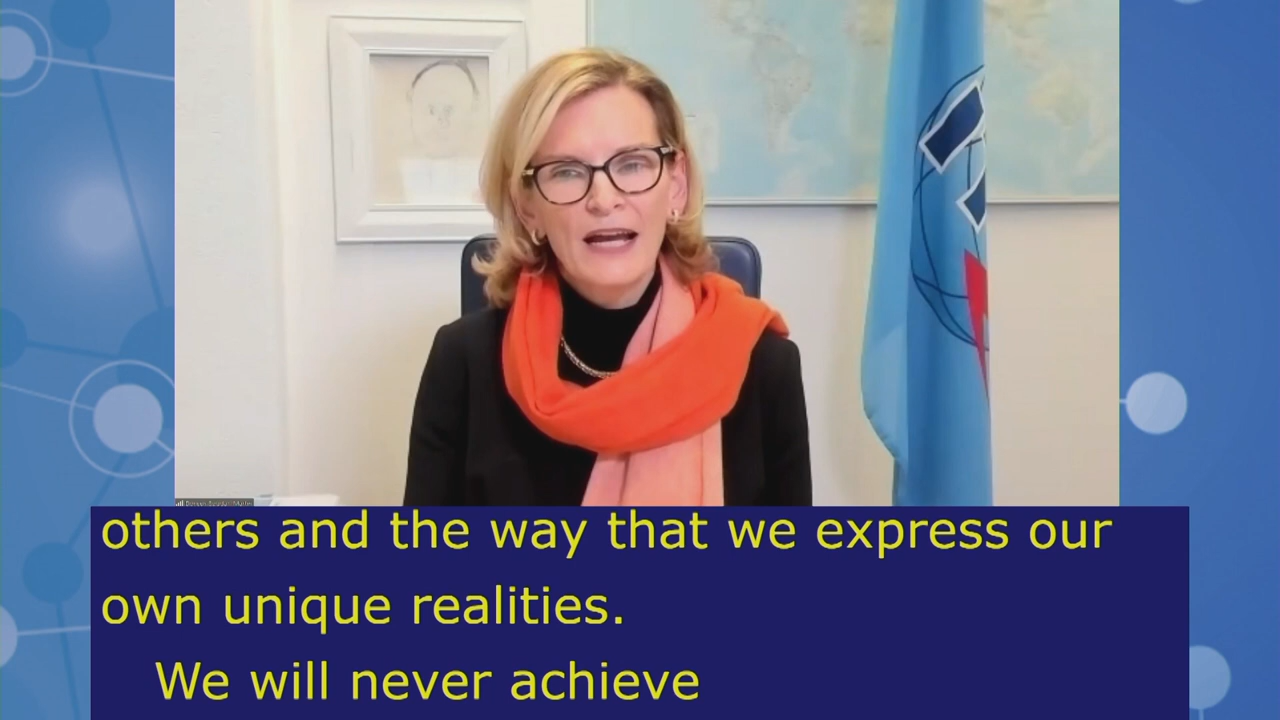 others and the way that we express our
own unique realities.
We will never achieve